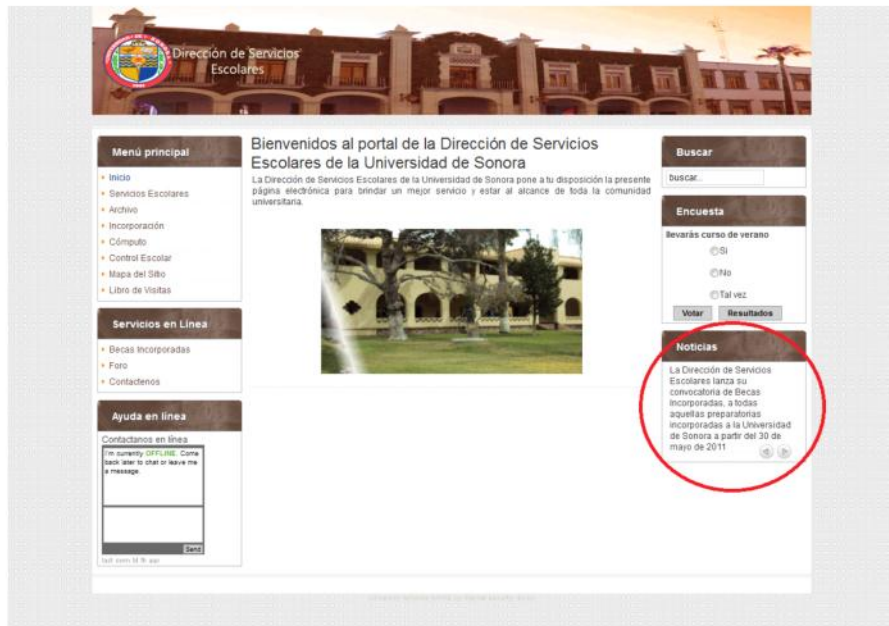 Dirección de Servicios
Escolares
Menú principal
Inicio
Servicios Escolares
Archivo
Incorporación
Cómputo
Control Escolar
Mapa del Sitio
Libro de Visitas
Servicios en Línea
Becas Incorporadas
Foro
Contactenos
Ayuda en línea
Contactanos en línea
I'm currently OFFLINE. Come
back later to chat or leave me
a message.
Send
Bienvenidos al portal de la Dirección de Servicios
Escolares de la Universidad de Sonora
La Dirección de Servicios Escolares de la Universidad de Sonora pone a tu disposición la presente
página electrónica para brindar un mejor servicio y estar al alcance de toda la comunidad
universitaria.
Buscar
buscar...
Encuesta
llevarás curso de verano
Si
No
Tal vez
Votar Resultados
Noticias
La Dirección de Servicios
Escolares lanza su
convocatoria de Becas
Incorporadas, a todas
aquellas preparatorias
incorporadas a la Universidad
de Sonora a partir del 30 de
mayo de 2011